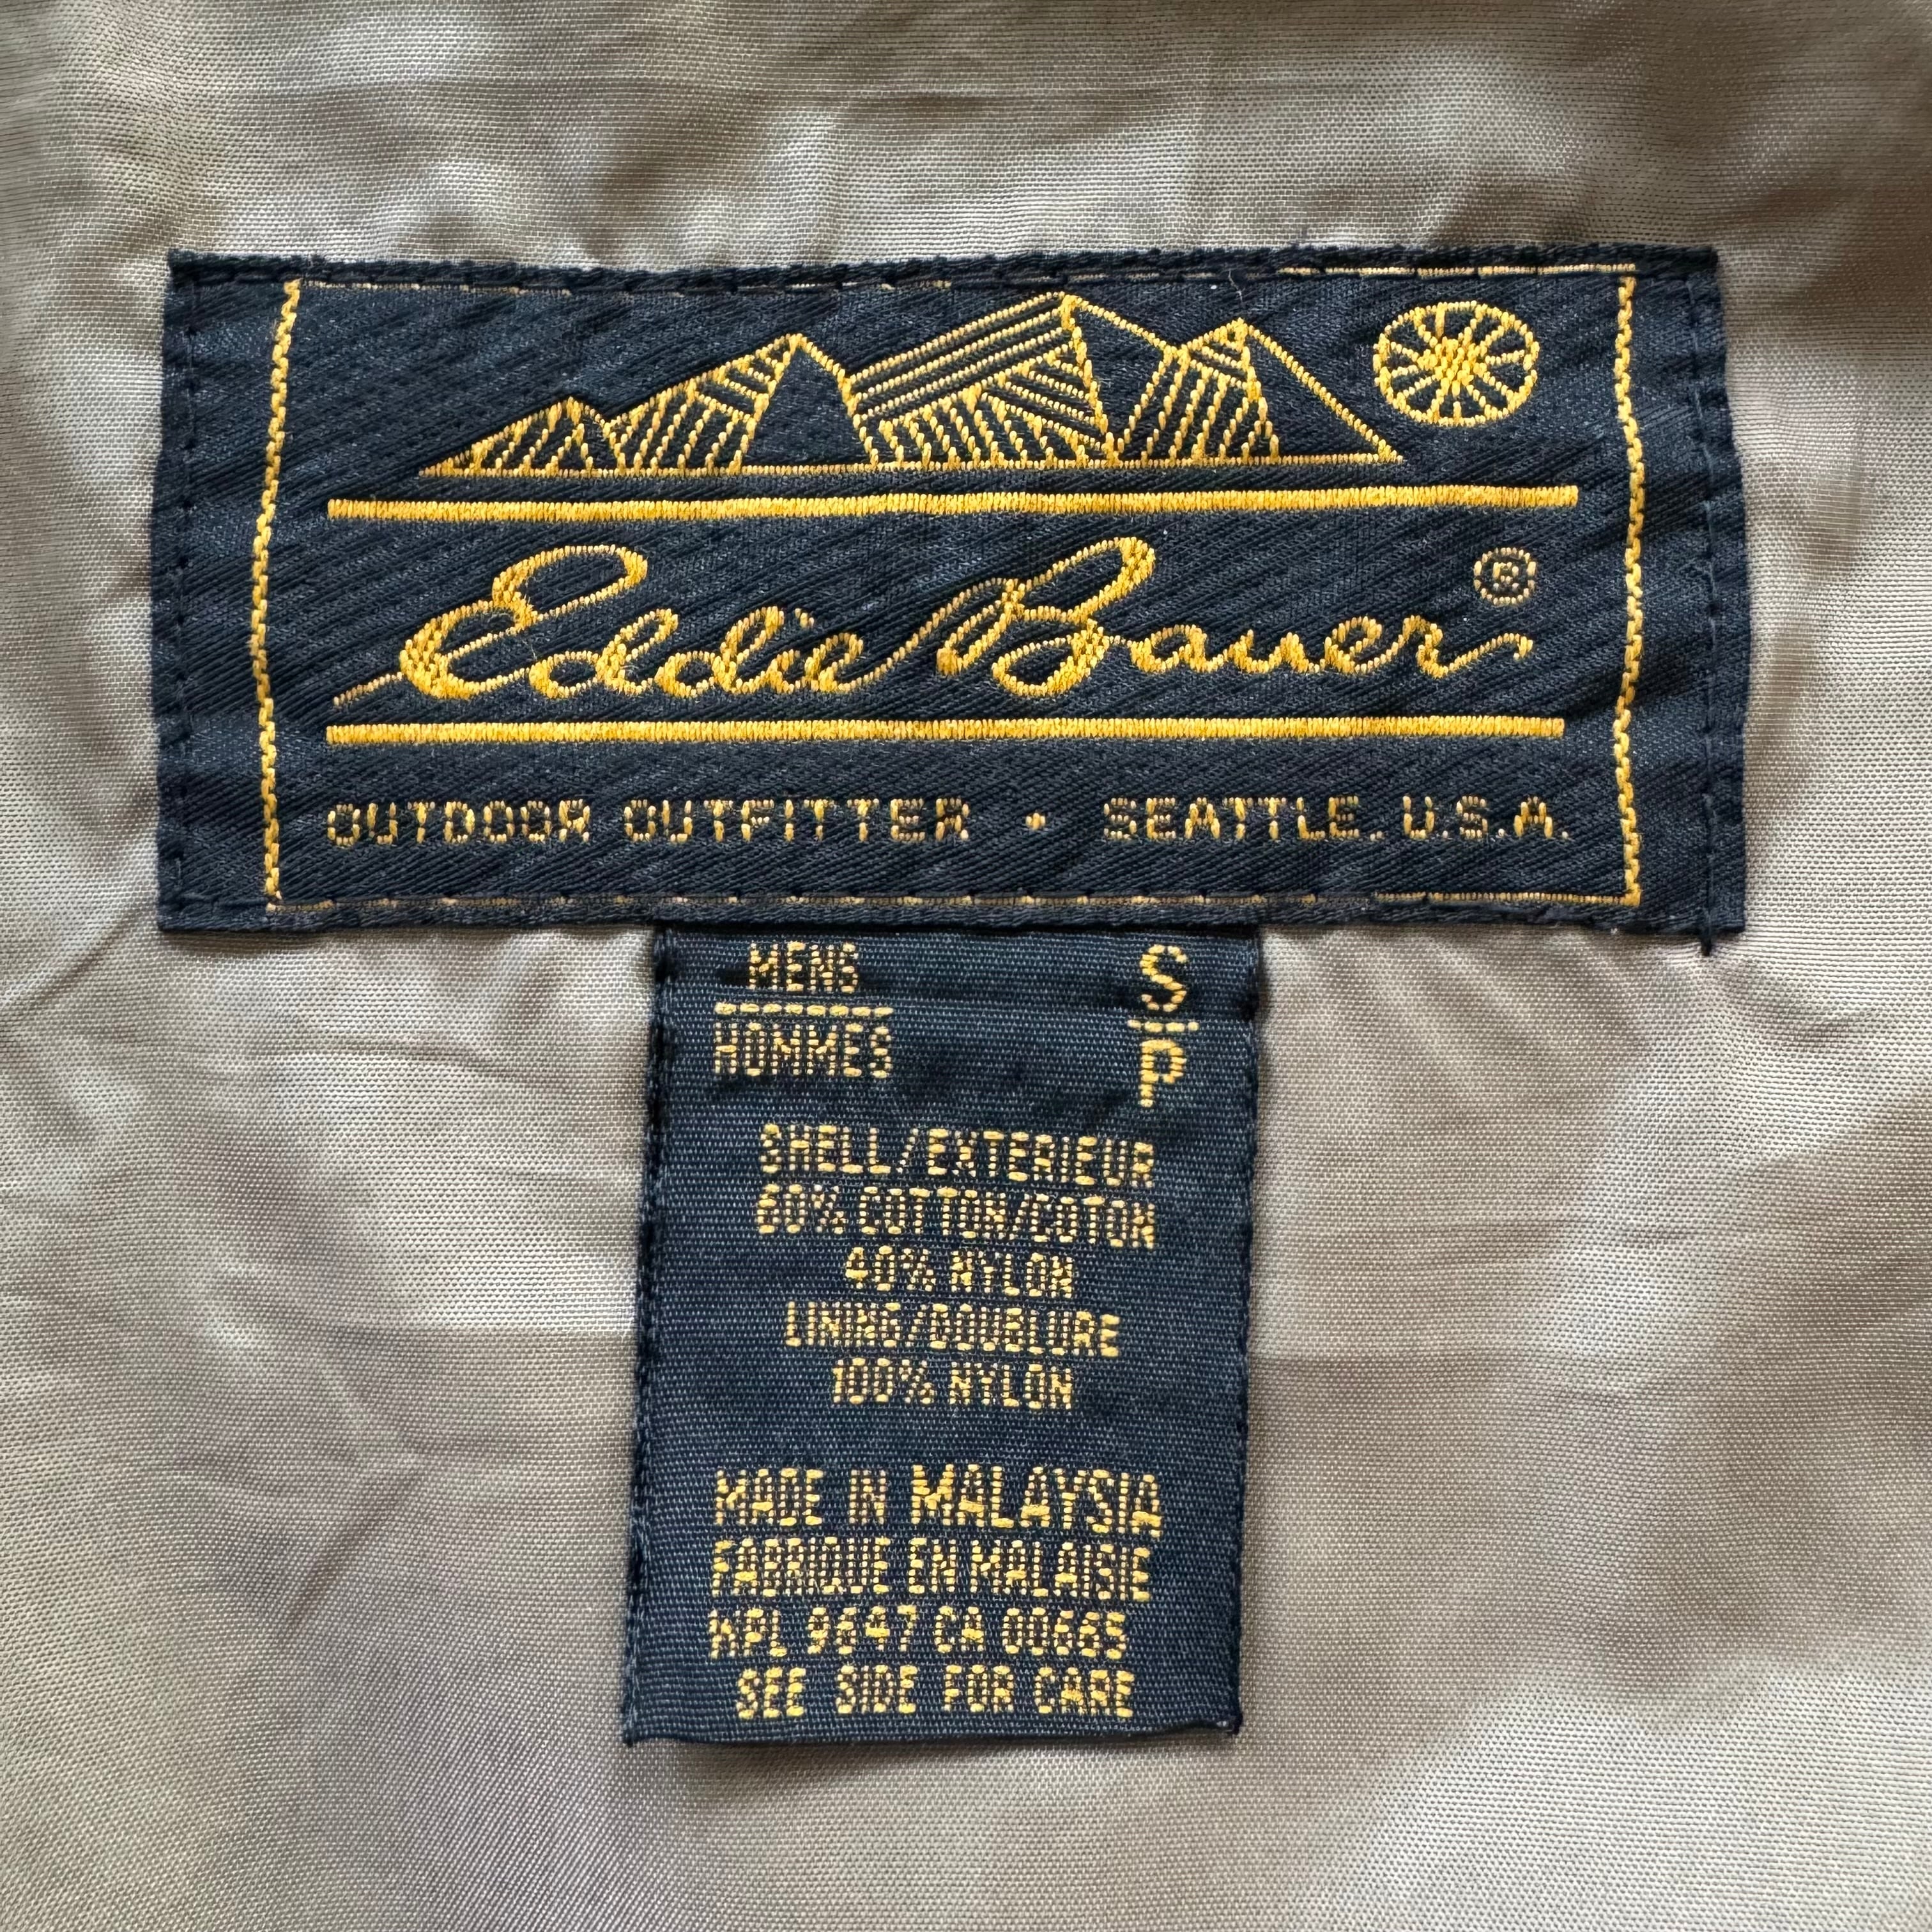 Eddie Bauer®
OUTDOOR OUTFITTER • SEATTLE, U.S.A.
MENS S
HOMMES P
SHELL/EXTERIEUR
60% COTTON/COTON
40% NYLON
LINING/DOUBLURE
100% NYLON
MADE IN MALAYSIA
FABRIQUE EN MALAISIE
WPL 9647 CA 00665
SEE SIDE FOR CARE